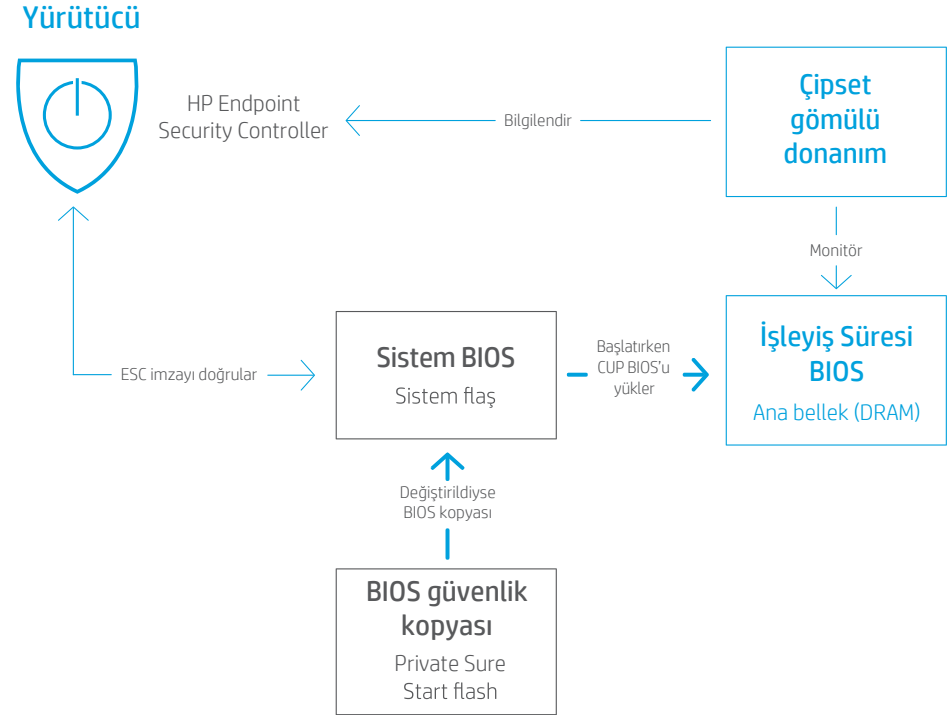 Yürütücü
HP Endpoint
Security Controller
Bilgilendir
Çipset
gömülü
donanım
Monitör
ESC imzayı doğrular
Sistem BIOS
Sistem flaş
Başlatırken
CUP BIOS'u
yükler
İşleyiş Süresi
BIOS
Ana bellek (DRAM)
Değiştirildiyse
BIOS kopyası
BIOS güvenlik
kopyası
Private Sure
Start flash